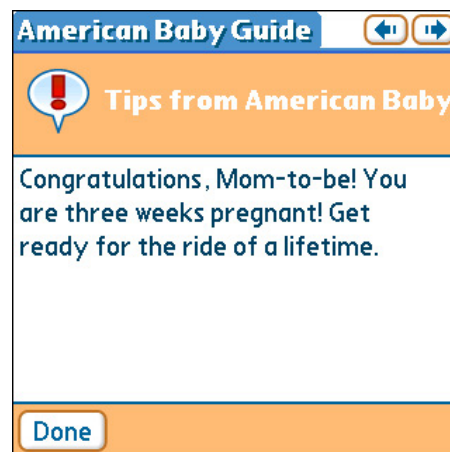 American Baby Guide
Tips from American Baby
Congratulations, Mom-to-be! You
are three weeks pregnant! Get
ready for the ride of a lifetime.
Done